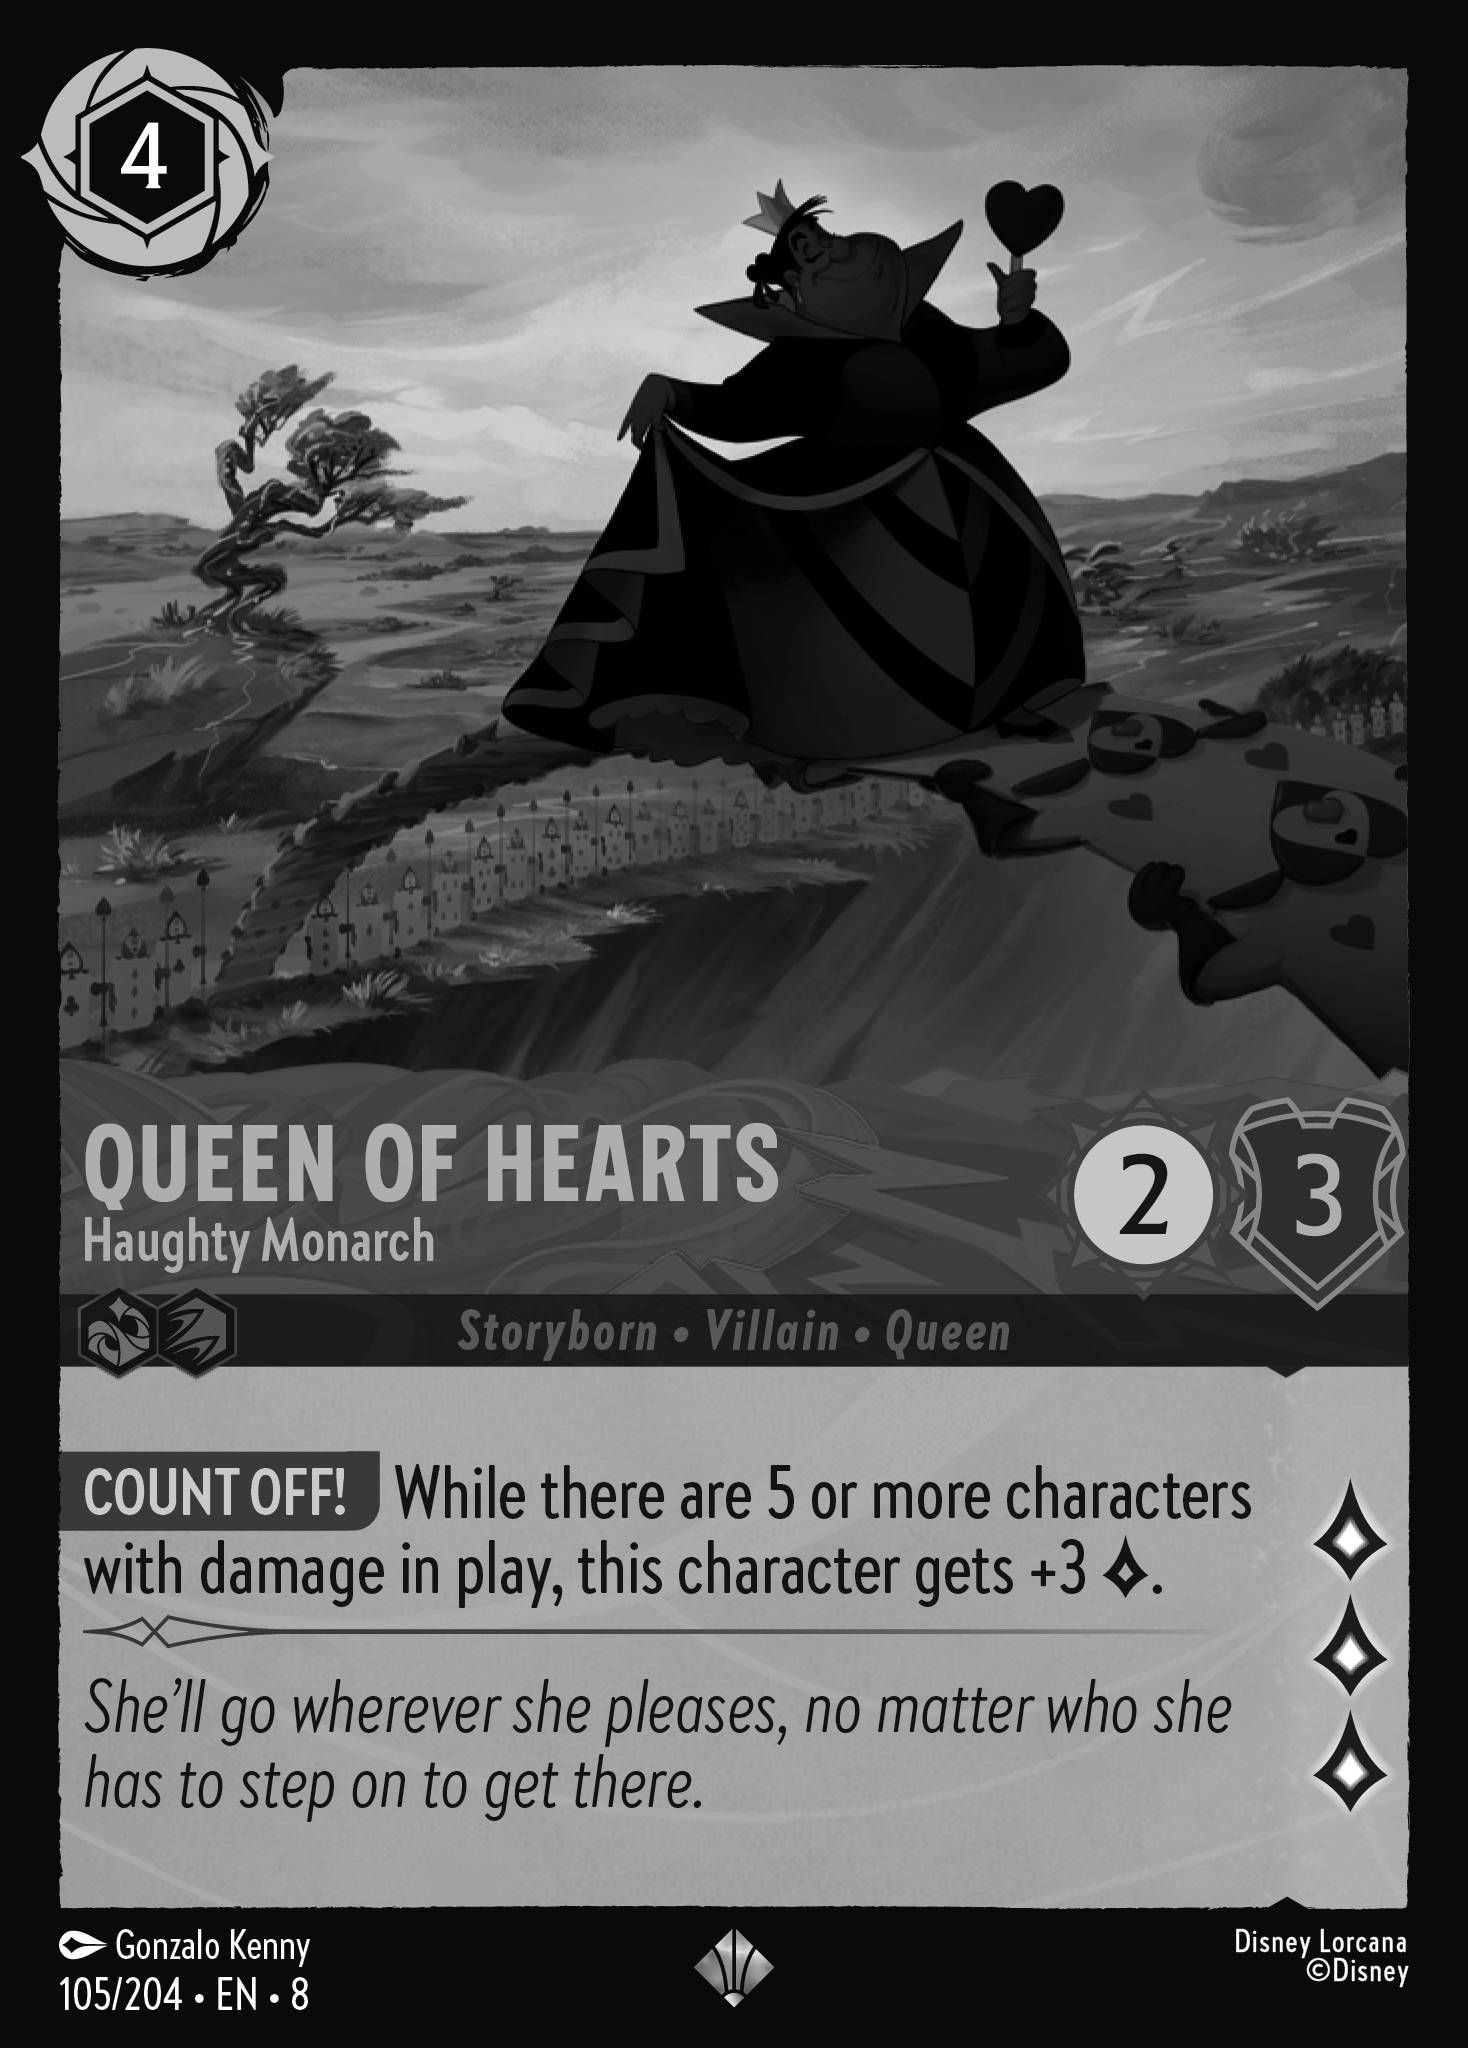 4
QUEEN OF HEARTS
Haughty Monarch
2
3
Storyborn • Villain • Queen
COUNT OFF! While there are 5 or more characters
with damage in play, this character gets +3 .
She'll go wherever she pleases, no matter who she
has to step on to get there.
Gonzalo Kenny
105/204 • EN • 8
Disney Lorcana
©Disney